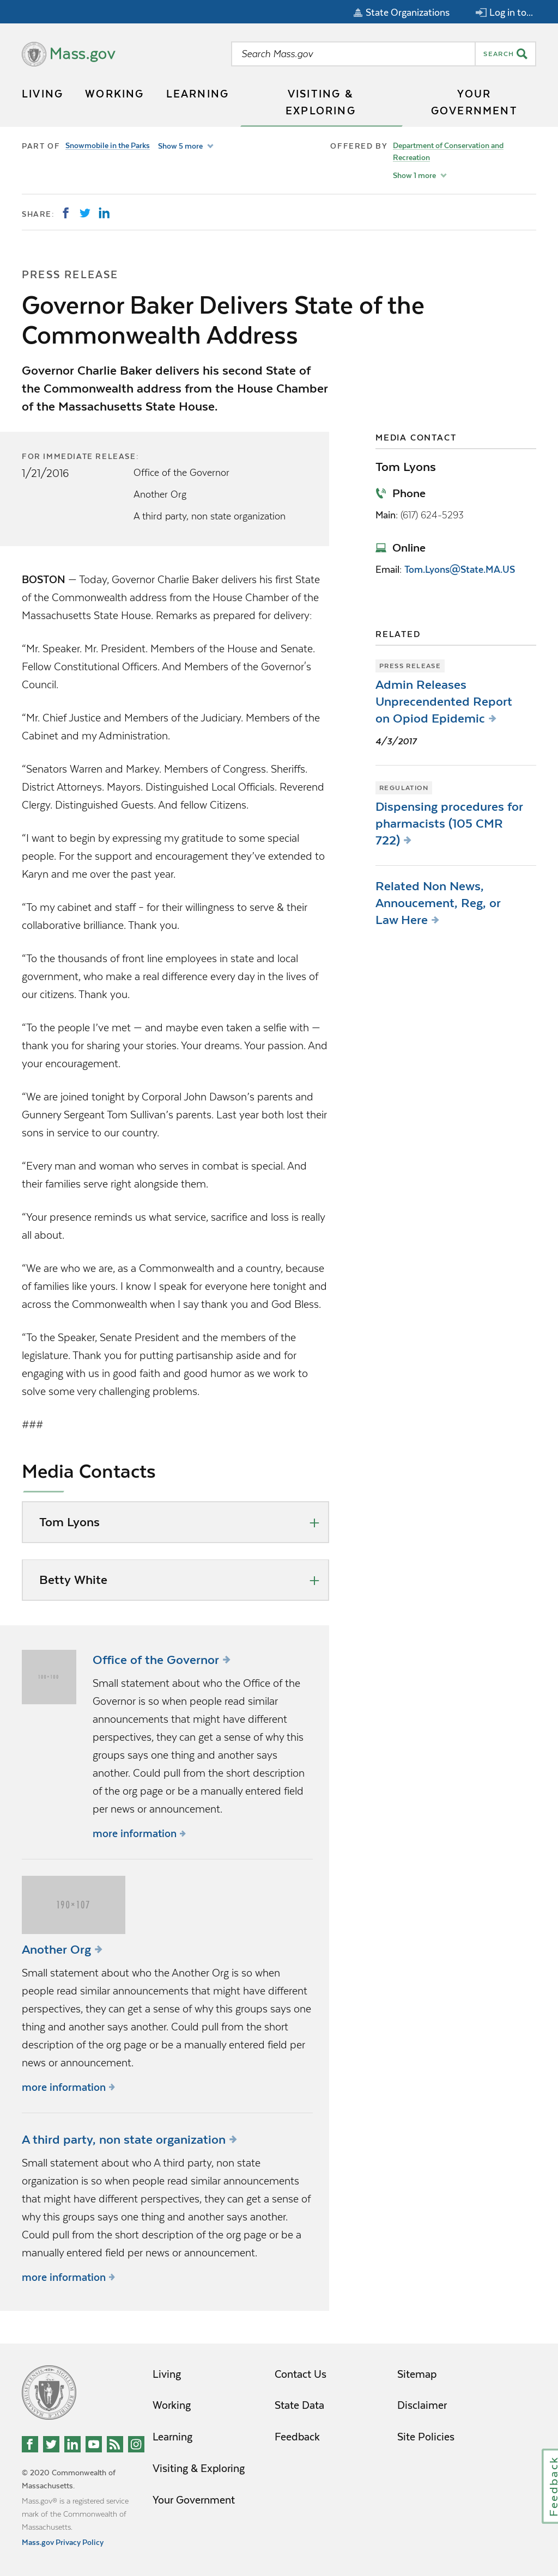 State Organizations
Log in to...
Mass.gov
Search Mass.gov
SEARCH
LIVING
WORKING
LEARNING
VISITING &
EXPLORING
YOUR
GOVERNMENT
PART OF Snowmobile in the Parks Show 5 more
OFFERED BY Department of Conservation and
Recreation
Show 1 more
SHARE:
PRESS RELEASE
Governor Baker Delivers State of the
Commonwealth Address
Governor Charlie Baker delivers his second State of
the Commonwealth address from the House Chamber
of the Massachusetts State House.
FOR IMMEDIATE RELEASE:
1/21/2016
Office of the Governor
Another Org
A third party, non state organization
BOSTON — Today, Governor Charlie Baker delivers his first State
of the Commonwealth address from the House Chamber of the
Massachusetts State House. Remarks as prepared for delivery:
"Mr. Speaker. Mr. President. Members of the House and Senate.
Fellow Constitutional Officers. And Members of the Governor's
Council.
"Mr. Chief Justice and Members of the Judiciary. Members of the
Cabinet and my Administration.
"Senators Warren and Markey. Members of Congress. Sheriffs.
District Attorneys. Mayors. Distinguished Local Officials. Reverend
Clergy. Distinguished Guests. And fellow Citizens.
"I want to begin by expressing my gratitude to some special
people. For the support and encouragement they've extended to
Karyn and me over the past year.
"To my cabinet and staff – for their willingness to serve & their
collaborative brilliance. Thank you.
"To the thousands of front line employees in state and local
government, who make a real difference every day in the lives of
our citizens. Thank you.
"To the people I've met — and maybe even taken a selfie with —
thank you for sharing your stories. Your dreams. Your passion. And
your encouragement.
"We are joined tonight by Corporal John Dawson's parents and
Gunnery Sergeant Tom Sullivan's parents. Last year both lost their
sons in service to our country.
"Every man and woman who serves in combat is special. And
their families serve right alongside them.
"Your presence reminds us what service, sacrifice and loss is really
all about.
"We are who we are, as a Commonwealth and a country, because
of families like yours. I know I speak for everyone here tonight and
across the Commonwealth when I say thank you and God Bless.
"To the Speaker, Senate President and the members of the
legislature. Thank you for putting partisanship aside and for
engaging with us in good faith and good humor as we work to
solve some very challenging problems.
###
MEDIA CONTACT
Tom Lyons
Phone
Main: (617) 624-5293
Online
Email: Tom.Lyons@State.MA.US
RELATED
PRESS RELEASE
Admin Releases
Unprecendented Report
on Opiod Epidemic
4/3/2017
REGULATION
Dispensing procedures for
pharmacists (105 CMR
722)
Related Non News,
Annoucement, Reg, or
Law Here
Media Contacts
Tom Lyons
Betty White
100×100
Office of the Governor
Small statement about who the Office of the
Governor is so when people read similar
announcements that might have different
perspectives, they can get a sense of why this
groups says one thing and another says
another. Could pull from the short description
of the org page or be a manually entered field
per news or announcement.
more information
190×107
Another Org
Small statement about who the Another Org is so when
people read similar announcements that might have different
perspectives, they can get a sense of why this groups says one
thing and another says another. Could pull from the short
description of the org page or be a manually entered field per
news or announcement.
more information
A third party, non state organization
Small statement about who A third party, non state
organization is so when people read similar announcements
that might have different perspectives, they can get a sense of
why this groups says one thing and another says another.
Could pull from the short description of the org page or be a
manually entered field per news or announcement.
more information
Living
Working
Learning
Visiting & Exploring
Your Government
Contact Us
State Data
Feedback
Sitemap
Disclaimer
Site Policies
© 2020 Commonwealth of
Massachusetts.
Mass.gov® is a registered service
mark of the Commonwealth of
Massachusetts.
Mass.gov Privacy Policy
Feedback